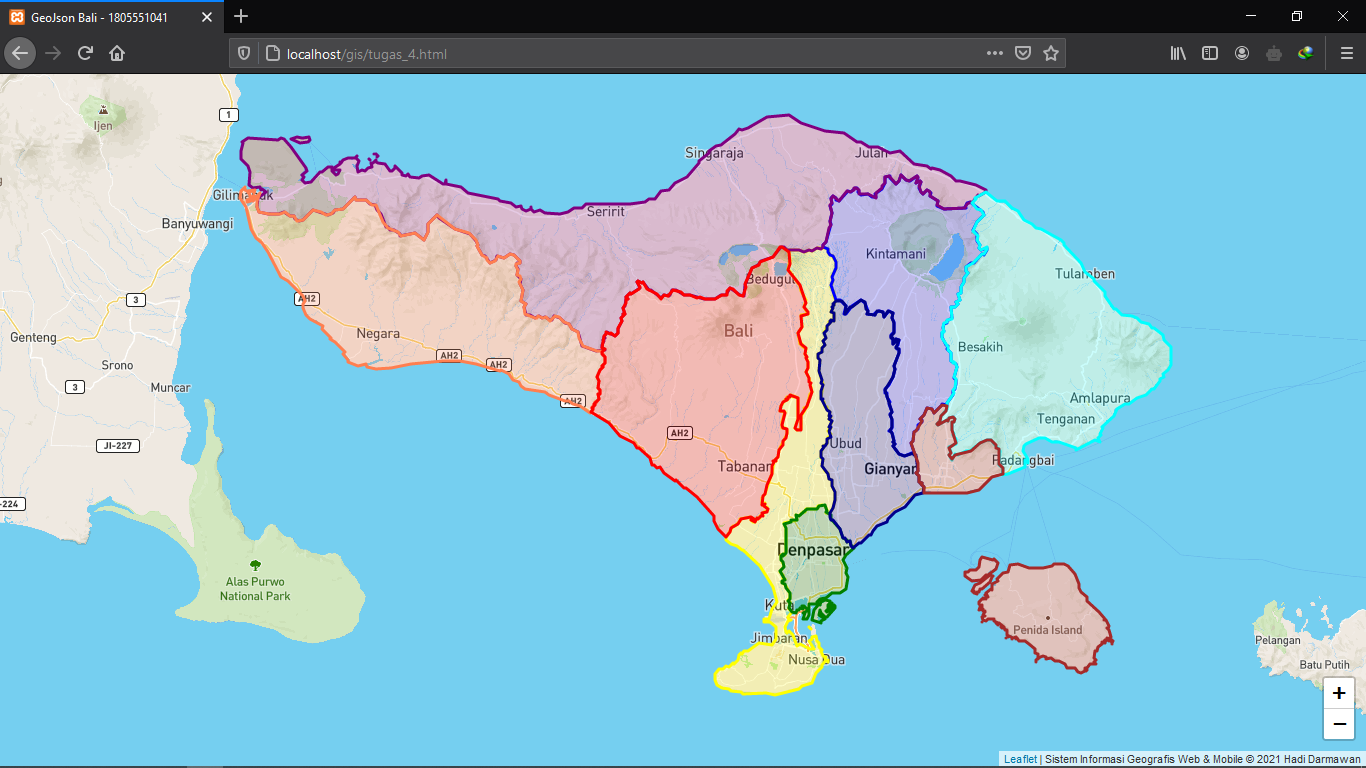 GeoJson Bali - 1805551041
localhost/gis/tugas_4.html
Ijen
1
Singaraja
Julah
Gilimanuk
Seririt
Banyuwangi
Kintamani
Tulamben
Bedugul
AH2
3
Bali
Negara
Genteng
Besakih
AH2
Srono
AH2
3
Muncar
Amlapura
AH2
Tenganan
AH2
JI-227
Ubud
Padangbai
Tabanan
Gianyar
-224
Denpasar
Alas Purwo
National Park
Kuta
Penida Island
Jimbaran
Pelangan
Nusa Dua
Batu Putih
+
−
Leaflet | Sistem Informasi Geografis Web & Mobile © 2021 Hadi Darmawan